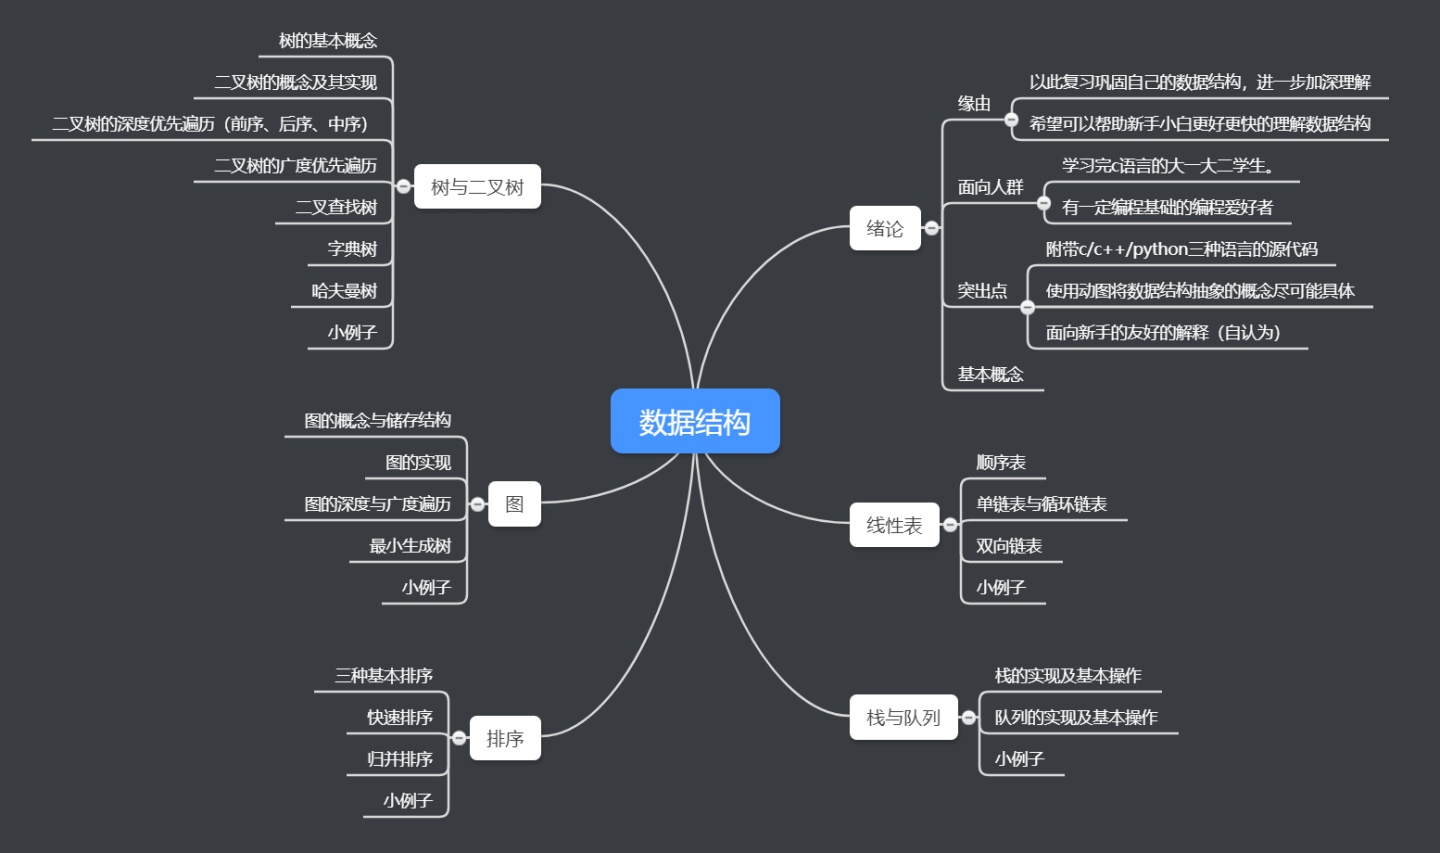 数据结构
绪论
缘由
以此复习巩固自己的数据结构，进一步加深理解
希望可以帮助新手小白更好更快的理解数据结构
面向人群
学习完c语言的大一大二学生。
有一定编程基础的编程爱好者
突出点
附带c/c++/python三种语言的源代码
使用动图将数据结构抽象的概念尽可能具体
面向新手的友好的解释（自认为）
基本概念
线性表
顺序表
单链表与循环链表
双向链表
小例子
栈与队列
栈的实现及基本操作
队列的实现及基本操作
小例子
树与二叉树
树的基本概念
二叉树的概念及其实现
二叉树的深度优先遍历（前序、后序、中序）
二叉树的广度优先遍历
二叉查找树
字典树
哈夫曼树
小例子
图
图的概念与储存结构
图的实现
图的深度与广度遍历
最小生成树
小例子
排序
三种基本排序
快速排序
归并排序
小例子